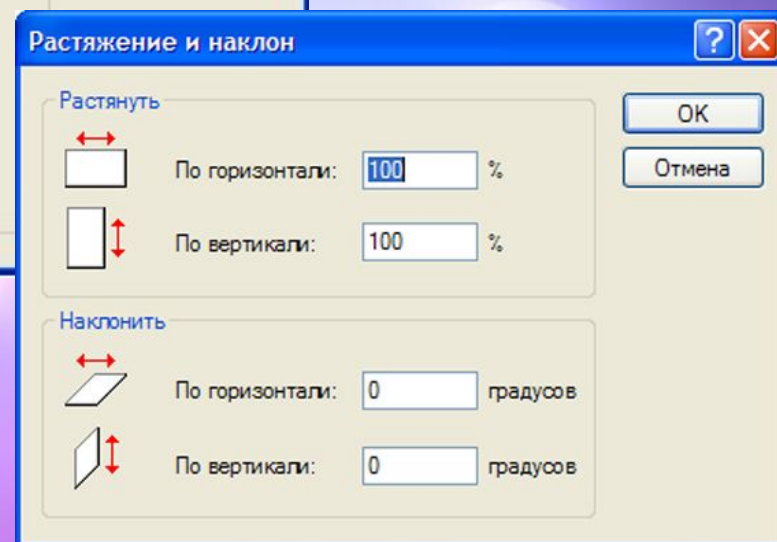 Растяжение и наклон
Растянуть
По горизонтали: 100 %
По вертикали: 100 %
OK
Отмена
Наклонить
По горизонтали: 0 градусов
По вертикали: 0 градусов